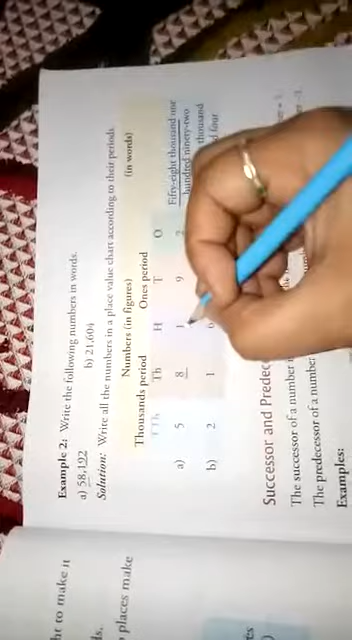 Example 2: Write the following numbers in words.
a) 58,192 b) 21,604
Solution: Write all the numbers in a place value chart according to their periods.
Numbers (in figures) (in words)
Thousands period Ones period
T Th Th H T O
a) 5 8 1 9 2 Fifty-eight thousand one
hundred ninety-two
b) 2 1 thousand
four
Successor and Predec
The successor of a number
The predecessor of a number
Examples:
to make it
places make